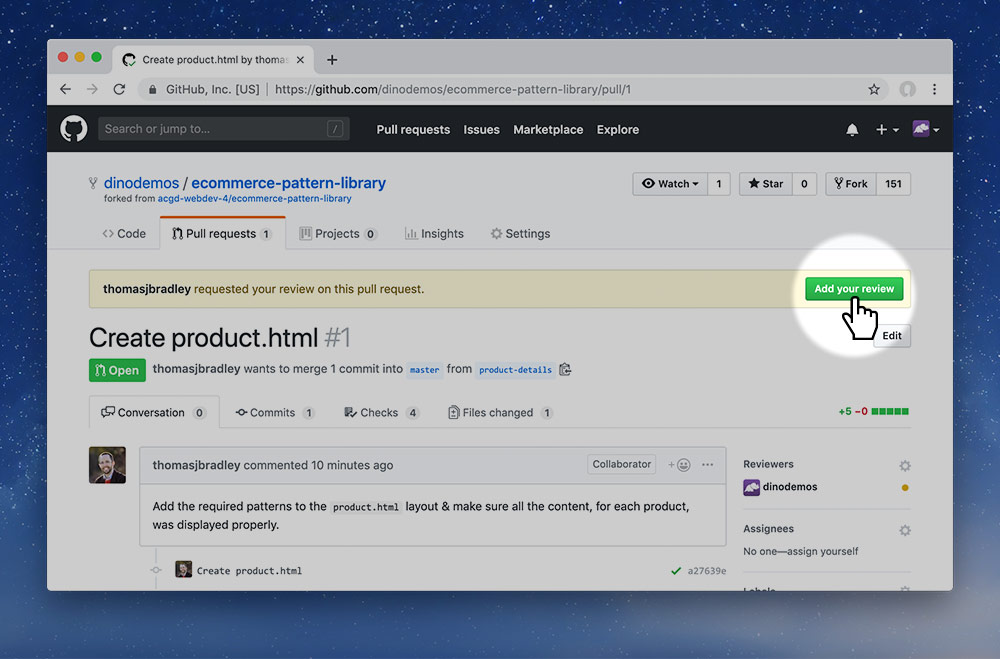 Create product.html by thomas
GitHub, Inc. [US] | https://github.com/dinodemos/ecommerce-pattern-library/pull/1
Search or jump to... / Pull requests Issues Marketplace Explore
dinodemos / ecommerce-pattern-library Watch 1 Star 0 Fork 151
forked from acgd-webdev-4/ecommerce-pattern-library
Code Pull requests 1 Projects 0 Insights Settings
thomasjbradley requested your review on this pull request. Add your review
Create product.html #1 Edit
Open thomasjbradley wants to merge 1 commit into master from product-details
Conversation 0 Commits 1 Checks 4 Files changed 1 +5 −0
thomasjbradley commented 10 minutes ago Collaborator
Add the required patterns to the product.html layout & make sure all the content, for each product,
was displayed properly.
Create product.html a27639e
Reviewers
dinodemos
Assignees
No one—assign yourself